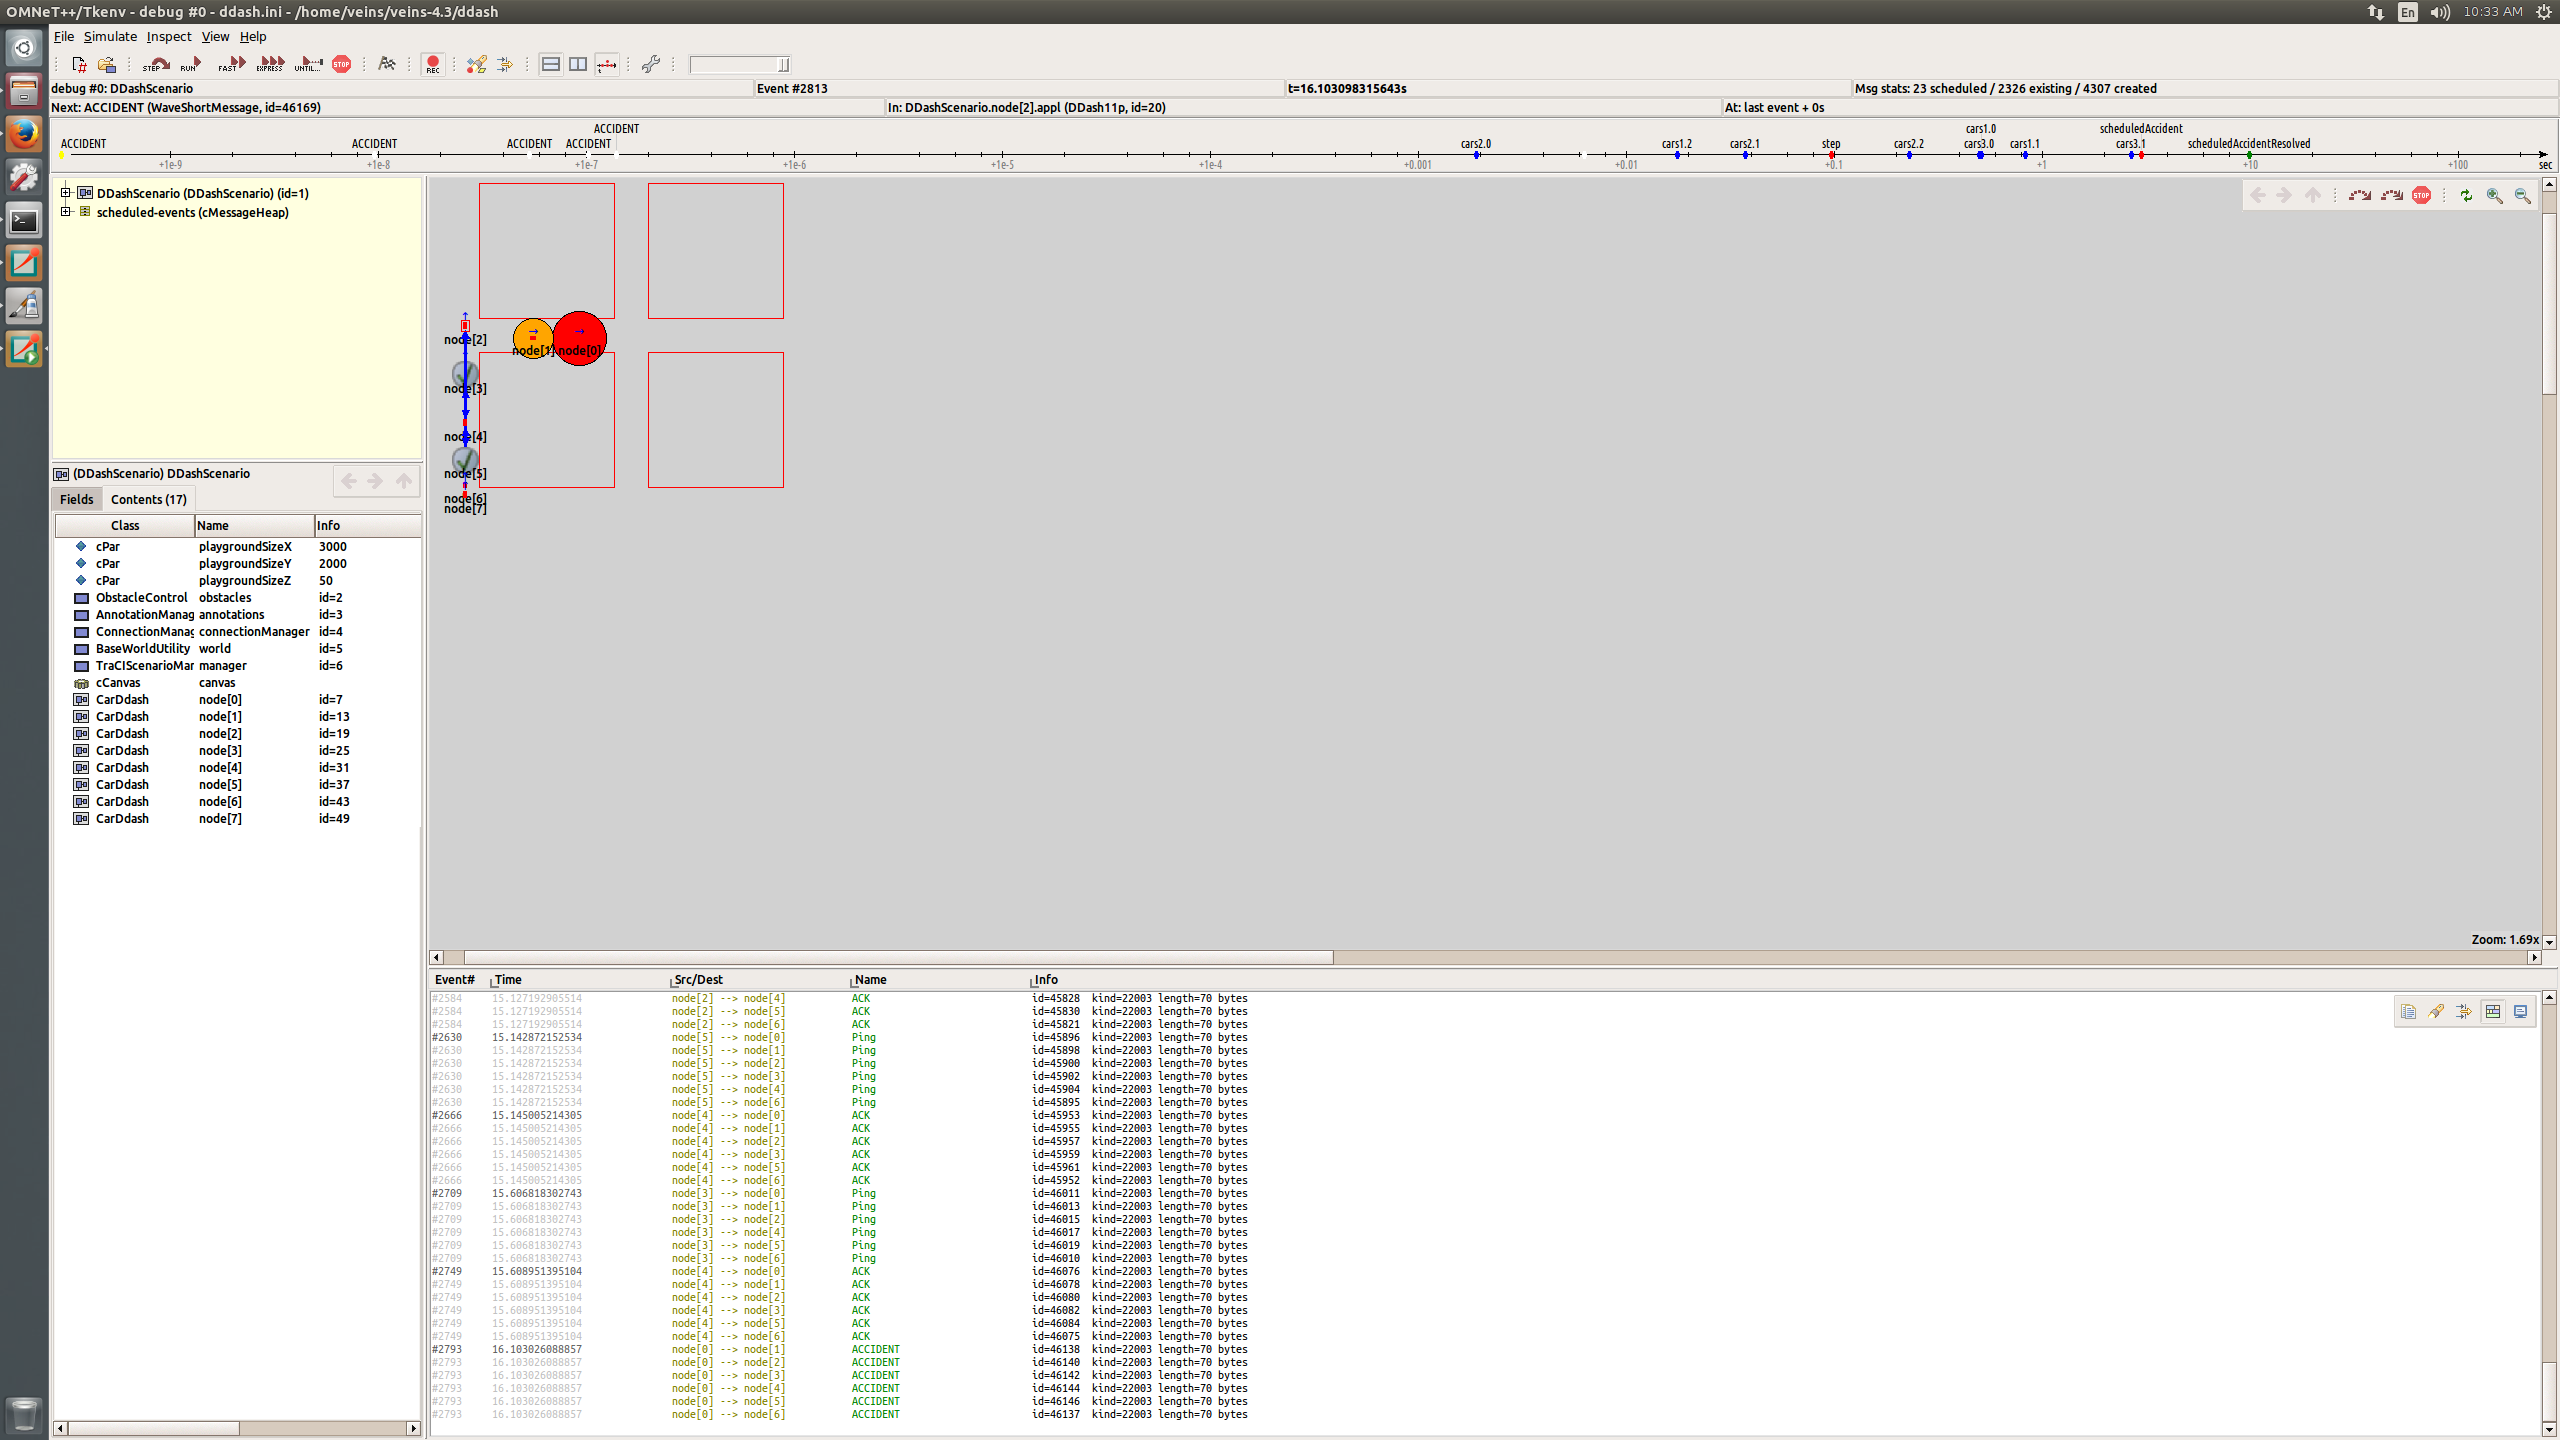 OMNeT++/Tkenv - debug #0 - ddash.ini - /home/veins/veins-4.3/ddash
En 10:33 AM
File Simulate Inspect View Help
STEP RUN FAST EXPRESS UNTIL... STOP REC
debug #0: DDashScenario Event #2813 t=16.103098315643s Msg stats: 23 scheduled / 2326 existing / 4307 created
Next: ACCIDENT (WaveShortMessage, id=46169) In: DDashScenario.node[2].appl (DDash11p, id=20) At: last event + 0s
ACCIDENT cars1.0 scheduledAccident
ACCIDENT ACCIDENT ACCIDENT ACCIDENT cars2.0 cars1.2 cars2.1 step cars2.2 cars3.0 cars1.1 cars3.1 scheduledAccidentResolved
+1e-9 +1e-8 +1e-7 +1e-6 +1e-5 +1e-4 +0.001 +0.01 +0.1 +1 +10 +100 sec
DDashScenario (DDashScenario) (id=1)
scheduled-events (cMessageHeap)
(DDashScenario) DDashScenario
Fields Contents (17)
Class Name Info
cPar playgroundSizeX 3000
cPar playgroundSizeY 2000
cPar playgroundSizeZ 50
ObstacleControl obstacles id=2
AnnotationManag annotations id=3
ConnectionManag connectionManager id=4
BaseWorldUtility world id=5
TraCIScenarioMar manager id=6
cCanvas canvas
CarDdash node[0] id=7
CarDdash node[1] id=13
CarDdash node[2] id=19
CarDdash node[3] id=25
CarDdash node[4] id=31
CarDdash node[5] id=37
CarDdash node[6] id=43
CarDdash node[7] id=49
STOP
node[2]
node[1] node[0]
node[3]
node[4]
node[5]
node[6]
node[7]
Zoom: 1.69x
Event# Time Src/Dest Name Info
#2584 15.127192905514 node[2] --> node[4] ACK id=45828 kind=22003 length=70 bytes
#2584 15.127192905514 node[2] --> node[5] ACK id=45830 kind=22003 length=70 bytes
#2584 15.127192905514 node[2] --> node[6] ACK id=45821 kind=22003 length=70 bytes
#2630 15.142872152534 node[5] --> node[0] Ping id=45896 kind=22003 length=70 bytes
#2630 15.142872152534 node[5] --> node[1] Ping id=45898 kind=22003 length=70 bytes
#2630 15.142872152534 node[5] --> node[2] Ping id=45900 kind=22003 length=70 bytes
#2630 15.142872152534 node[5] --> node[3] Ping id=45902 kind=22003 length=70 bytes
#2630 15.142872152534 node[5] --> node[4] Ping id=45904 kind=22003 length=70 bytes
#2630 15.142872152534 node[5] --> node[6] Ping id=45895 kind=22003 length=70 bytes
#2666 15.145005214305 node[4] --> node[0] ACK id=45953 kind=22003 length=70 bytes
#2666 15.145005214305 node[4] --> node[1] ACK id=45955 kind=22003 length=70 bytes
#2666 15.145005214305 node[4] --> node[2] ACK id=45957 kind=22003 length=70 bytes
#2666 15.145005214305 node[4] --> node[3] ACK id=45959 kind=22003 length=70 bytes
#2666 15.145005214305 node[4] --> node[5] ACK id=45961 kind=22003 length=70 bytes
#2666 15.145005214305 node[4] --> node[6] ACK id=45952 kind=22003 length=70 bytes
#2709 15.606818302743 node[3] --> node[0] Ping id=46011 kind=22003 length=70 bytes
#2709 15.606818302743 node[3] --> node[1] Ping id=46013 kind=22003 length=70 bytes
#2709 15.606818302743 node[3] --> node[2] Ping id=46015 kind=22003 length=70 bytes
#2709 15.606818302743 node[3] --> node[4] Ping id=46017 kind=22003 length=70 bytes
#2709 15.606818302743 node[3] --> node[5] Ping id=46019 kind=22003 length=70 bytes
#2709 15.606818302743 node[3] --> node[6] Ping id=46010 kind=22003 length=70 bytes
#2749 15.608951395104 node[4] --> node[0] ACK id=46076 kind=22003 length=70 bytes
#2749 15.608951395104 node[4] --> node[1] ACK id=46078 kind=22003 length=70 bytes
#2749 15.608951395104 node[4] --> node[2] ACK id=46080 kind=22003 length=70 bytes
#2749 15.608951395104 node[4] --> node[3] ACK id=46082 kind=22003 length=70 bytes
#2749 15.608951395104 node[4] --> node[5] ACK id=46084 kind=22003 length=70 bytes
#2749 15.608951395104 node[4] --> node[6] ACK id=46075 kind=22003 length=70 bytes
#2793 16.103026088857 node[0] --> node[1] ACCIDENT id=46138 kind=22003 length=70 bytes
#2793 16.103026088857 node[0] --> node[2] ACCIDENT id=46140 kind=22003 length=70 bytes
#2793 16.103026088857 node[0] --> node[3] ACCIDENT id=46142 kind=22003 length=70 bytes
#2793 16.103026088857 node[0] --> node[4] ACCIDENT id=46144 kind=22003 length=70 bytes
#2793 16.103026088857 node[0] --> node[5] ACCIDENT id=46146 kind=22003 length=70 bytes
#2793 16.103026088857 node[0] --> node[6] ACCIDENT id=46137 kind=22003 length=70 bytes